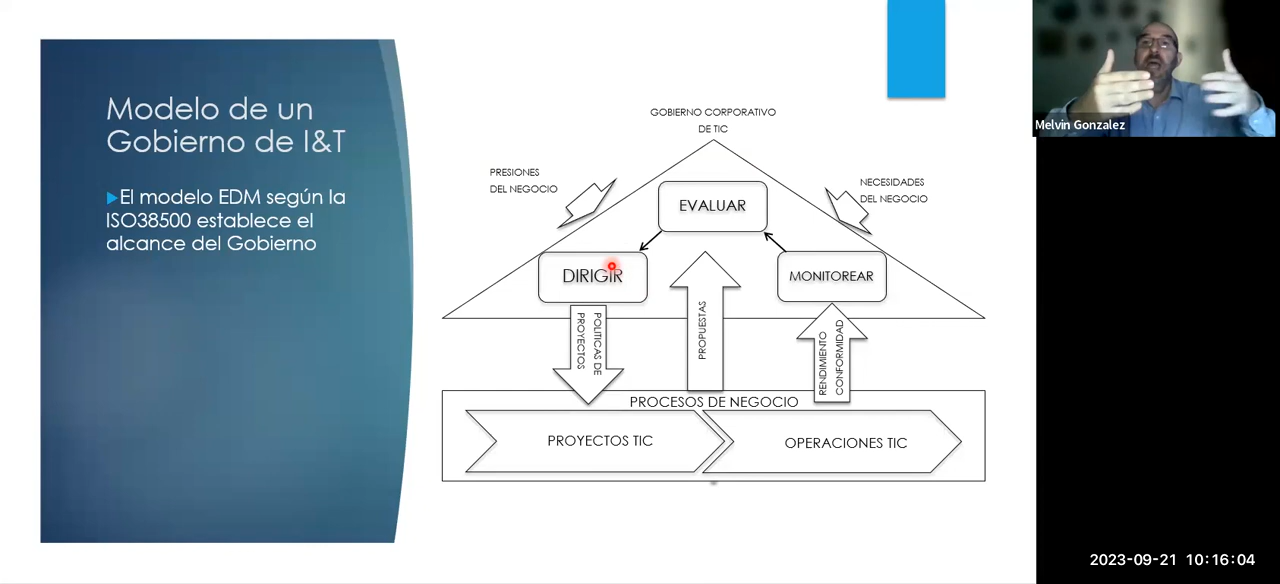 Modelo de un
Gobierno de I&T
El modelo EDM según la
ISO38500 establece el
alcance del Gobierno
GOBIERNO CORPORATIVO
DE TIC
PRESIONES
DEL NEGOCIO
NECESIDADES
DEL NEGOCIO
EVALUAR
DIRIGIR
MONITOREAR
POLITICAS DE
PROYECTOS
PROPUESTAS
RENDIMIENTO
CONFORMIDAD
PROCESOS DE NEGOCIO
PROYECTOS TIC
OPERACIONES TIC
Melvin Gonzalez
2023-09-21 10:16:04